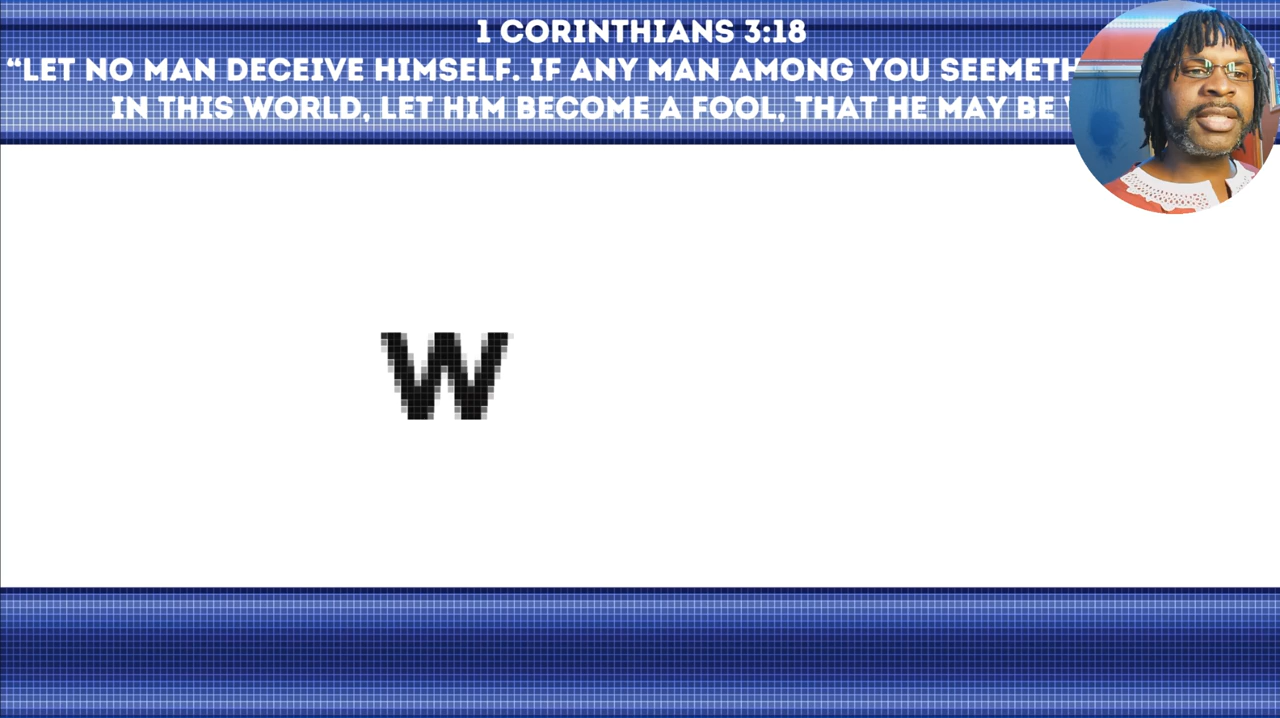 1 CORINTHIANS 3:18
“LET NO MAN DECEIVE HIMSELF. IF ANY MAN AMONG YOU SEEMETH
IN THIS WORLD, LET HIM BECOME A FOOL, THAT HE MAY BE
W